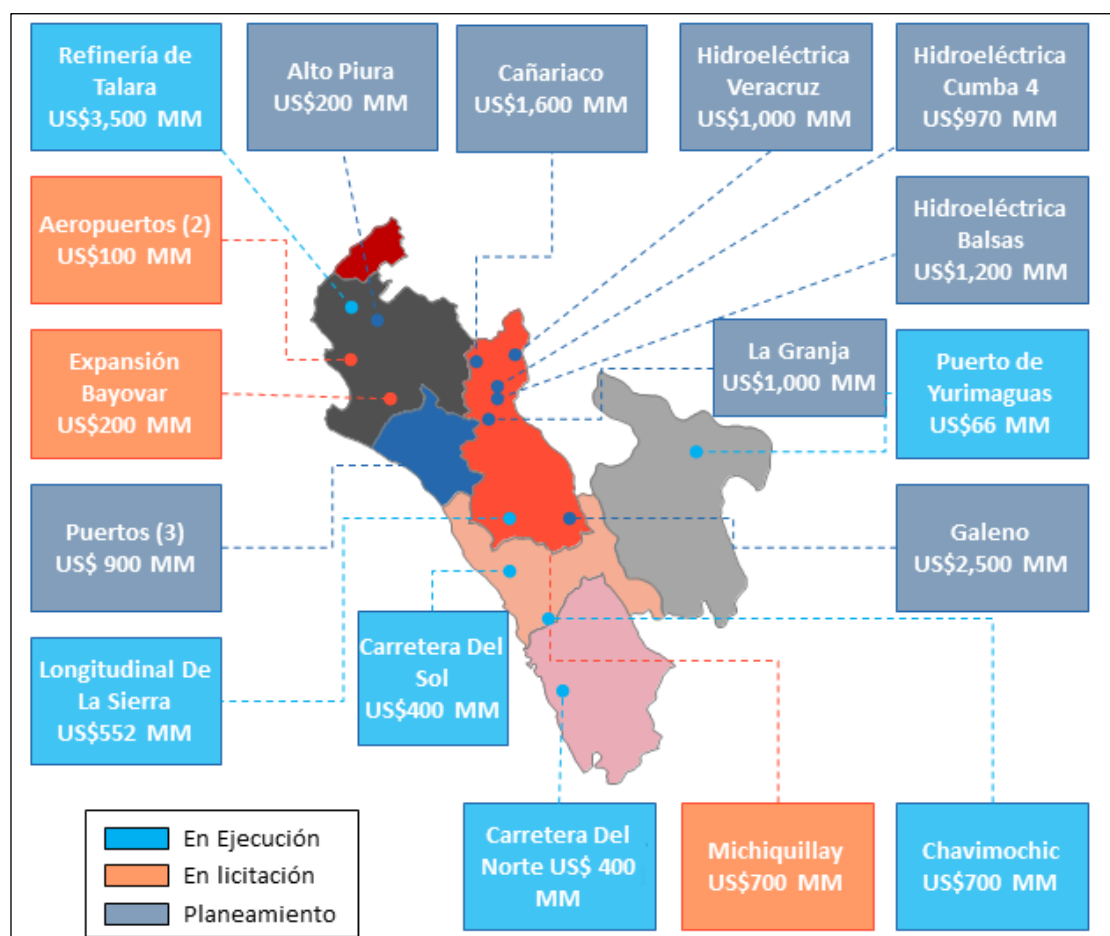 Refinería de
Talara
US$3,500 MM
Alto Piura
US$200 MM
Cañariaco
US$1,600 MM
Hidroeléctrica
Veracruz
US$1,000 MM
Hidroeléctrica
Cumba 4
US$970 MM
Aeropuertos (2)
US$100 MM
Hidroeléctrica
Balsas
US$1,200 MM
Expansión
Bayovar
US$200 MM
La Granja
US$1,000 MM
Puerto de
Yurimaguas
US$66 MM
Puertos (3)
US$ 900 MM
Galeno
US$2,500 MM
Longitudinal De
La Sierra
US$552 MM
Carretera Del
Sol
US$400 MM
En Ejecución
En licitación
Planeamiento
Carretera Del
Norte US$ 400
MM
Michiquillay
US$700 MM
Chavimochic
US$700 MM